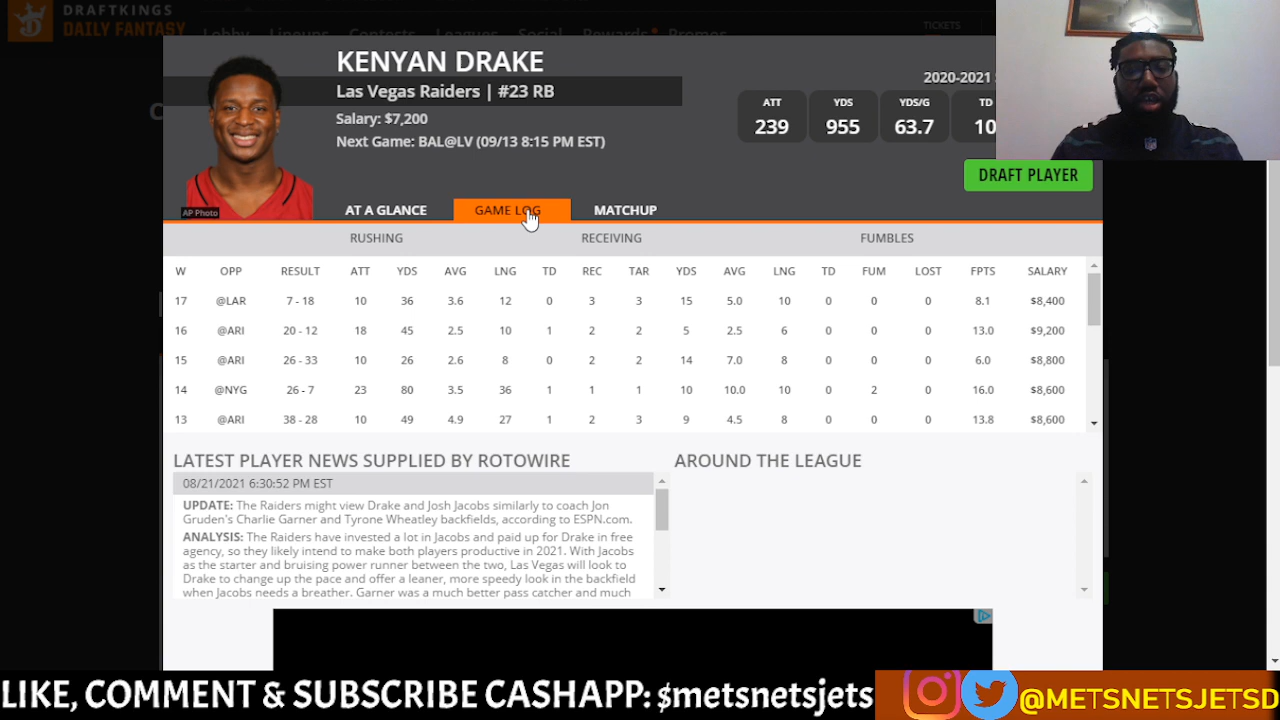 DRAFTKINGS
DAILY FANTASY
Lobby Lineups Contests Leagues Social Rewards Promos
TICKETS
KENYAN DRAKE
Las Vegas Raiders | #23 RB
Salary: $7,200
Next Game: BAL@LV (09/13 8:15 PM EST)
2020-2021
ATT YDS YDS/G TD
239 955 63.7 10
DRAFT PLAYER
AP Photo
AT A GLANCE GAME LOG MATCHUP
RUSHING RECEIVING FUMBLES
W OPP RESULT ATT YDS AVG LNG TD REC TAR YDS AVG LNG TD FUM LOST FPTS SALARY
17 @LAR 7 - 18 10 36 3.6 12 0 3 3 15 5.0 10 0 0 0 8.1 $8,400
16 @ARI 20 - 12 18 45 2.5 10 1 2 2 5 2.5 6 0 0 0 13.0 $9,200
15 @ARI 26 - 33 10 26 2.6 8 0 2 2 14 7.0 8 0 0 0 6.0 $8,800
14 @NYG 26 - 7 23 80 3.5 36 1 1 1 10 10.0 10 0 2 0 16.0 $8,600
13 @ARI 38 - 28 10 49 4.9 27 1 2 3 9 4.5 8 0 0 0 13.8 $8,600
LATEST PLAYER NEWS SUPPLIED BY ROTOWIRE
08/21/2021 6:30:52 PM EST
UPDATE: The Raiders might view Drake and Josh Jacobs similarly to coach Jon
Gruden's Charlie Garner and Tyrone Wheatley backfields, according to ESPN.com.
ANALYSIS: The Raiders have invested a lot in Jacobs and paid up for Drake in free
agency, so they likely intend to make both players productive in 2021. With Jacobs
as the starter and bruising power runner between the two, Las Vegas will look to
Drake to change up the pace and offer a leaner, more speedy look in the backfield
when Jacobs needs a breather. Garner was a much better pass catcher and much
AROUND THE LEAGUE
LIKE, COMMENT & SUBSCRIBE CASHAPP: $metsnetsjets
@METSNETSJETSD